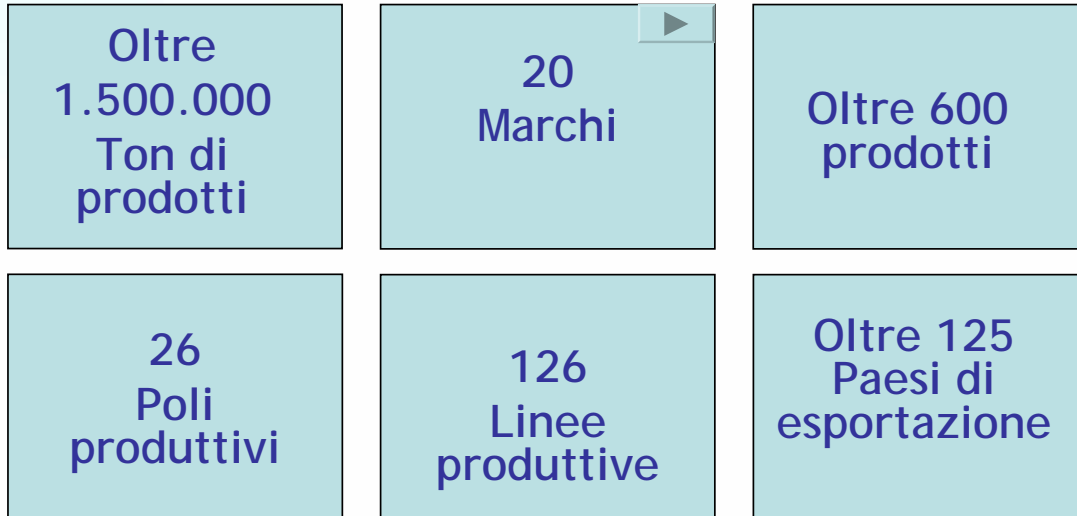 Oltre
1.500.000
Ton di
prodotti
20
Marchi
Oltre 600
prodotti
26
Poli
produttivi
126
Linee
produttive
Oltre 125
Paesi di
esportazione